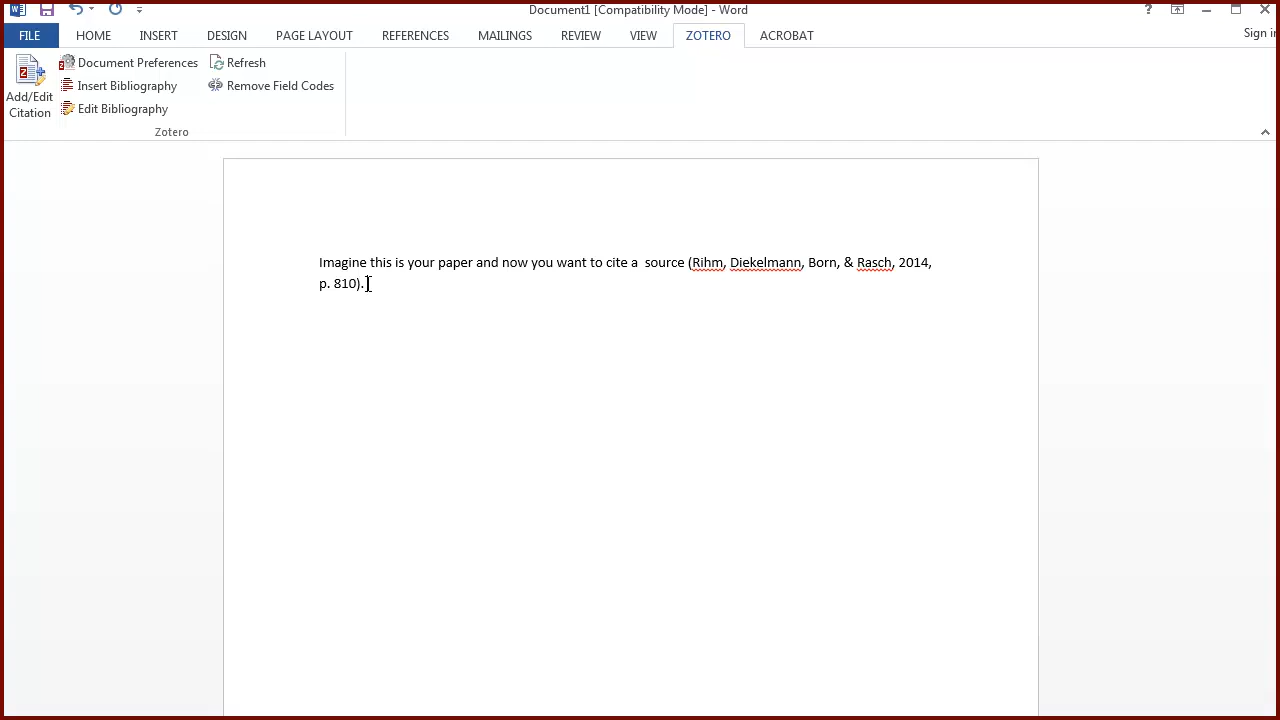 Document1 [Compatibility Mode] - Word
?
FILE HOME INSERT DESIGN PAGE LAYOUT REFERENCES MAILINGS REVIEW VIEW ZOTERO ACROBAT Sign in
Document Preferences Refresh
Add/Edit Citation
Insert Bibliography Remove Field Codes
Edit Bibliography
Zotero
Imagine this is your paper and now you want to cite a  source (Rihm, Diekelmann, Born, & Rasch, 2014,
p. 810).